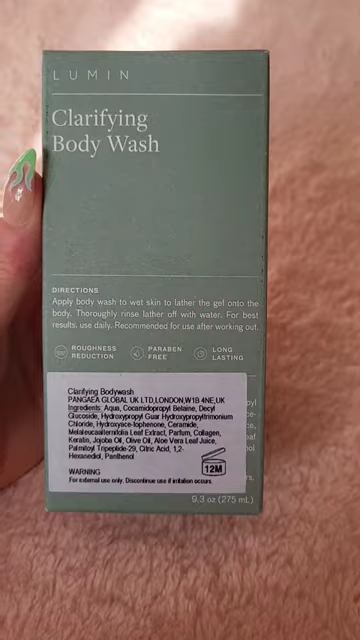 LUMIN
Clarifying
Body Wash
DIRECTIONS
Apply body wash to wet skin to lather the gel onto the
body. Thoroughly rinse lather off with water. For best
results, use daily. Recommended for use after working out.
ROUGHNESS
REDUCTION
PARABEN
FREE
LONG
LASTING
Clarifying Bodywash
PANGAEA GLOBAL UK LTD,LONDON,W1B 4NE,UK
Ingredients: Aqua, Cocamidopropyl Betaine, Decyl
Glucoside, Hydroxypropyl Guar Hydroxypropyltrimonium
Chloride, Hydroxyace-tophenone, Ceramide,
Melaleucaalternifolia Leaf Extract, Parfum, Collagen,
Keratin, Jojoba Oil, Olive Oil, Aloe Vera Leaf Juice,
Palmitoyl Tripeptide-29, Citric Acid, 1,2-
Hexanediol, Panthenol
WARNING
For external use only. Discontinue use if irritation occurs.
12M
9.3 oz (275 mL)